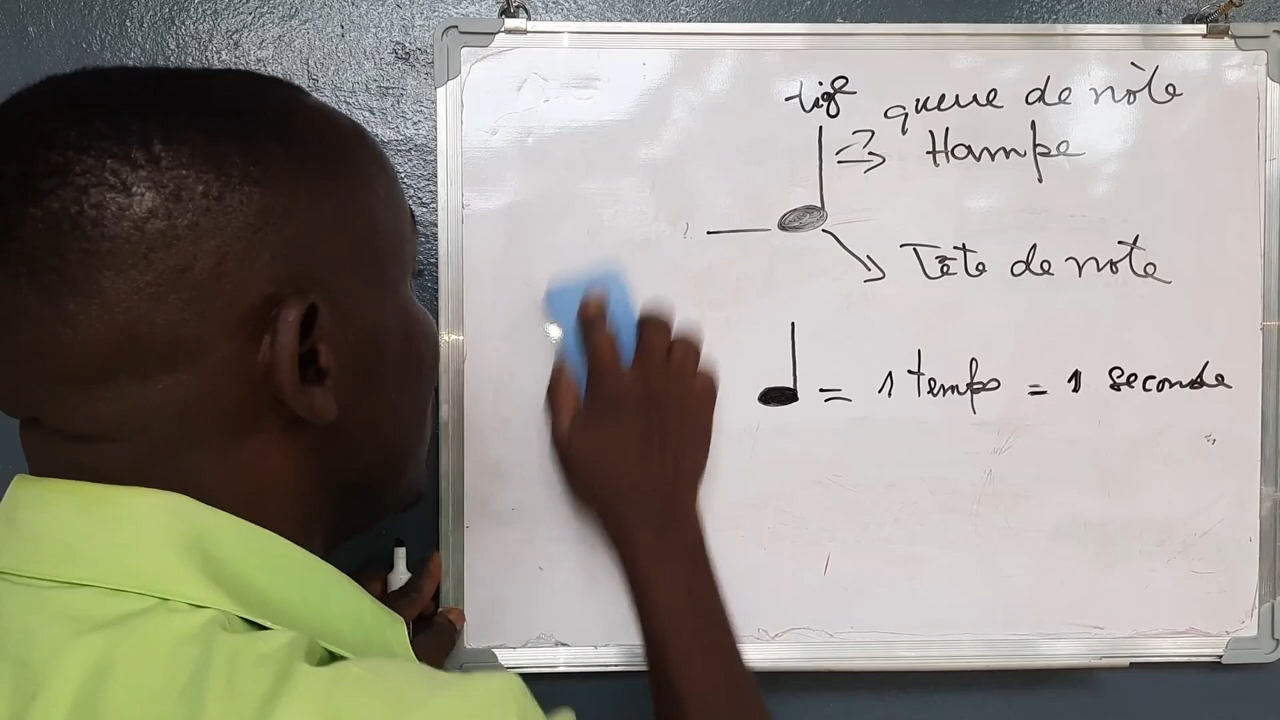 tige queue de note
=> Hampe
Tête de note
= 1 temps = 1 seconde